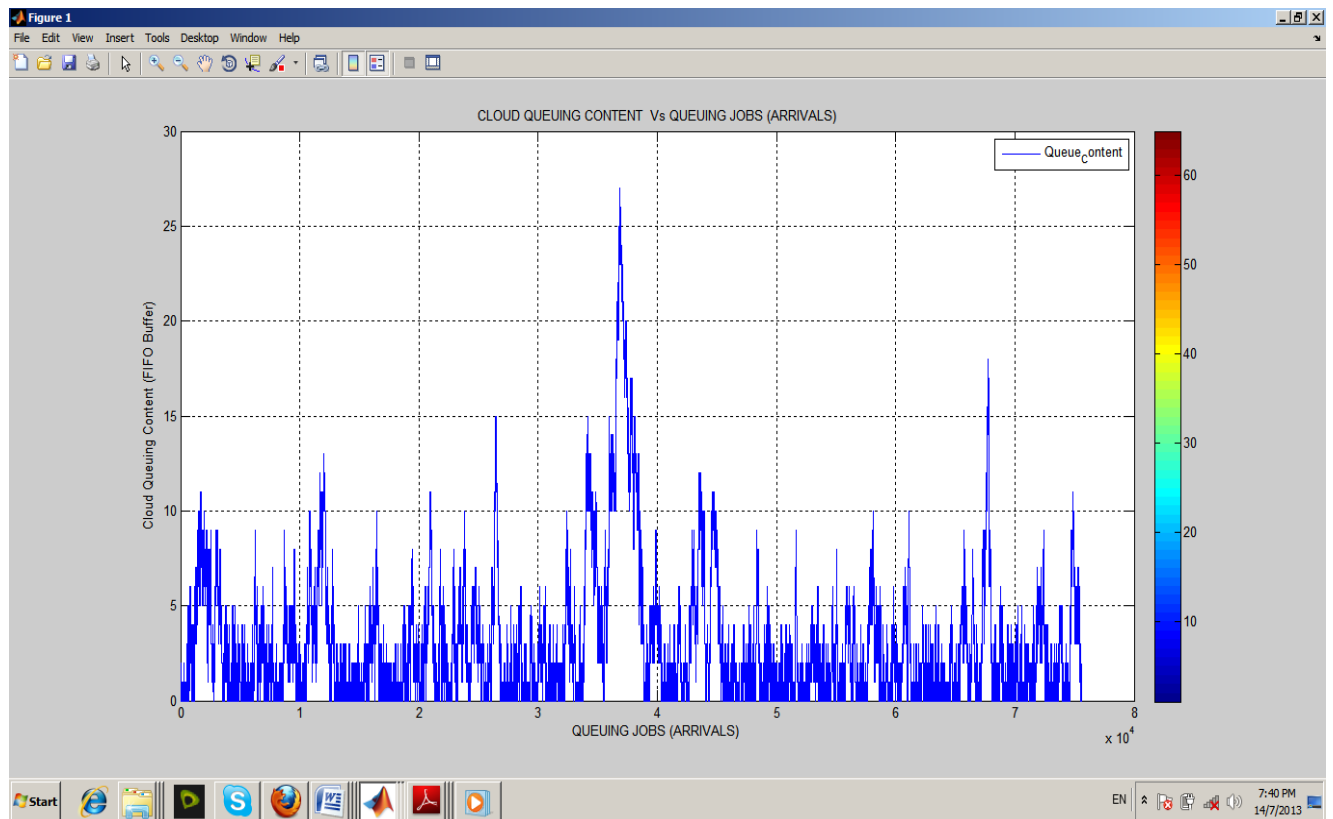 Figure 1
File Edit View Insert Tools Desktop Window Help
CLOUD QUEUING CONTENT Vs QUEUING JOBS (ARRIVALS)
30
25
20
15
10
5
0
Cloud Queuing Content (FIFO Buffer)
Queue_content
0 1 2 3 4 5 6 7 8
x 10^4
QUEUING JOBS (ARRIVALS)
60
50
40
30
20
10
Start
EN
7:40 PM
14/7/2013